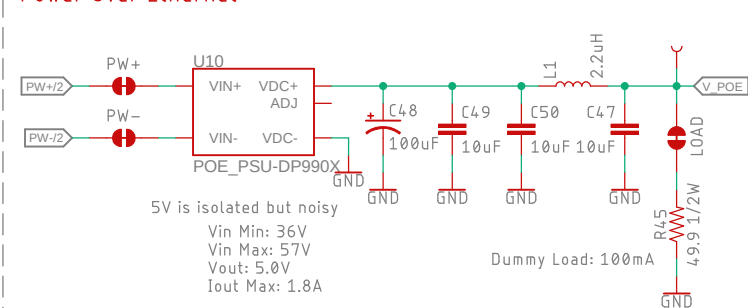 Power Over Ethernet
PW+/2
PW+
PW-/2
PW-
U10
VIN+
VDC+
ADJ
VIN-
VDC-
POE_PSU-DP990X
GND
C48
100uF
GND
C49
10uF
GND
C50
10uF
GND
L1
2.2uH
C47
10uF
GND
V_POE
LOAD
R45
49.9 1/2W
GND
5V is isolated but noisy
Vin Min: 36V
Vin Max: 57V
Vout: 5.0V
Iout Max: 1.8A
Dummy Load: 100mA